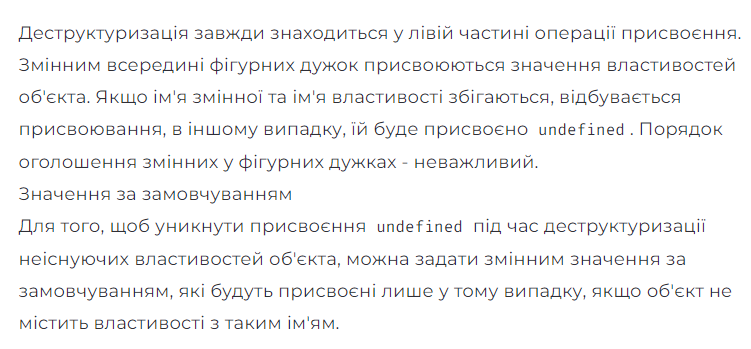 Деструктуризація завжди знаходиться у лівій частині операції присвоєння.
Змінним всередині фігурних дужок присвоюються значення властивостей
об'єкта. Якщо ім'я змінної та ім'я властивості збігаються, відбувається
присвоювання, в іншому випадку, їй буде присвоєно undefined. Порядок
оголошення змінних у фігурних дужках - неважливий.
Значення за замовчуванням
Для того, щоб уникнути присвоєння undefined під час деструктуризації
неіснуючих властивостей об'єкта, можна задати змінним значення за
замовчуванням, які будуть присвоєні лише у тому випадку, якщо об'єкт не
містить властивості з таким ім'ям.